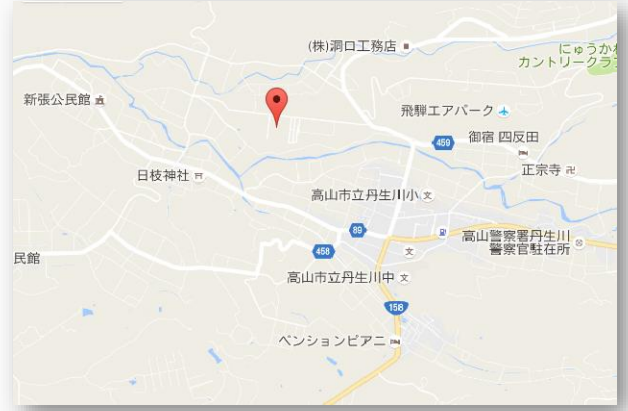 (株)洞口工務店
にゅうかわ
カントリークラブ
新張公民館
飛騨エアパーク
459
御宿 四反田
日枝神社
正宗寺
高山市立丹生川小 文
89
高山警察署丹生川
警察官駐在所
458
文
民館
高山市立丹生川中 文
158
ペンションピアニ